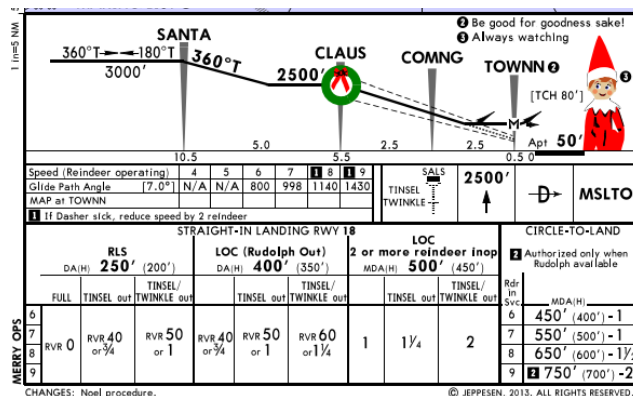 ❷ Be good for goodness sake!
❸ Always watching
1 in=5 NM
SANTA
CLAUS
COMNG
TOWNN ❷
360°T 180°T
360°T
3000'
2500'
[TCH 80']
❸
M
Apt 50'
5.0 2.5 2.5
10.5 5.5 0.5 0
Speed (Reindeer operating) 4 5 6 7 1 8 1 9
Glide Path Angle [7.0°] N/A N/A 800 998 1140 1430
MAP at TOWNN
1 If Dasher sick, reduce speed by 2 reindeer
SALS
TINSEL
TWINKLE
2500'
D
MSLTO
STRAIGHT-IN LANDING RWY 18
CIRCLE-TO-LAND
RLS
DA(H) 250' (200')
LOC (Rudolph Out)
DA(H) 400' (350')
LOC
2 or more reindeer inop
MDA(H) 500' (450')
2 Authorized only when
Rudolph available
FULL
TINSEL out
TINSEL/
TWINKLE out
TINSEL out
TINSEL/
TWINKLE out
TINSEL out
TINSEL/
TWINKLE out
Rdr
in
Svc.
MDA(H)
MERRY OPS
6
7
8
9
RVR 0
RVR 40
or ¾
RVR 50
or 1
RVR 40
or ¾
RVR 50
or 1
RVR 60
or 1¼
1
1¼
2
6 450' (400') - 1
7 550' (500') - 1
8 650' (600') - 1½
9 2 750' (700') - 2
CHANGES: Noel procedure.
© JEPPESEN, 2013. ALL RIGHTS RESERVED.